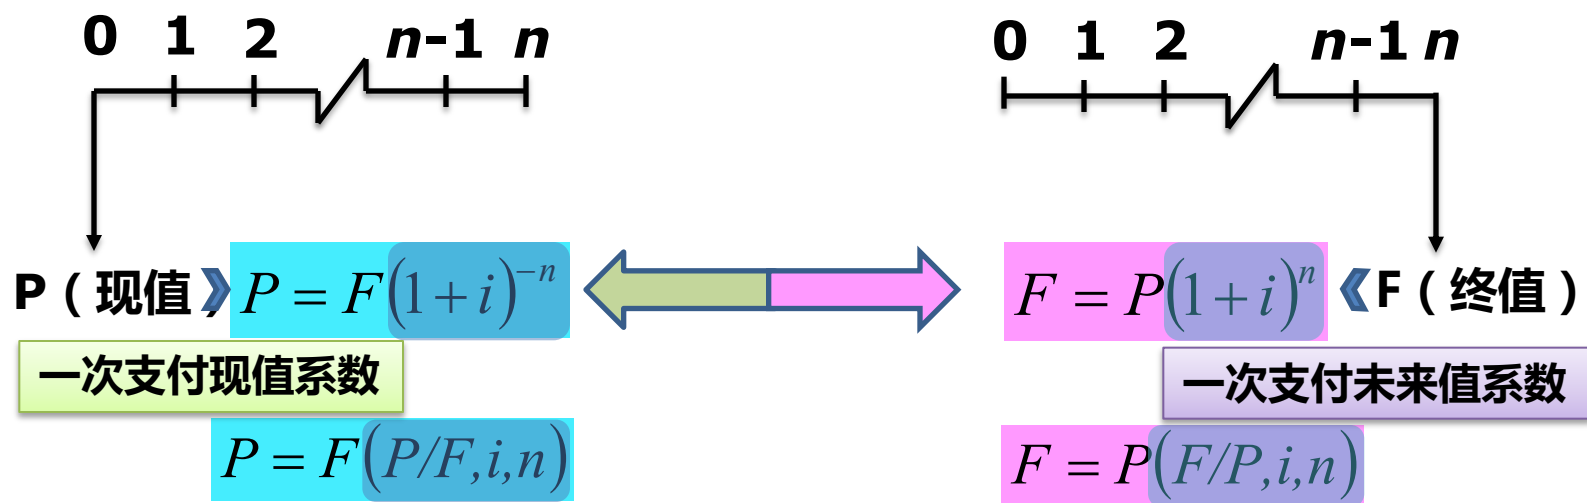 0 1 2 n-1 n
0 1 2 n-1 n
P（现值） P = F(1+i)^{-n}
F = P(1+i)^n F（终值）
一次支付现值系数
一次支付未来值系数
P = F(P/F,i,n)
F = P(F/P,i,n)